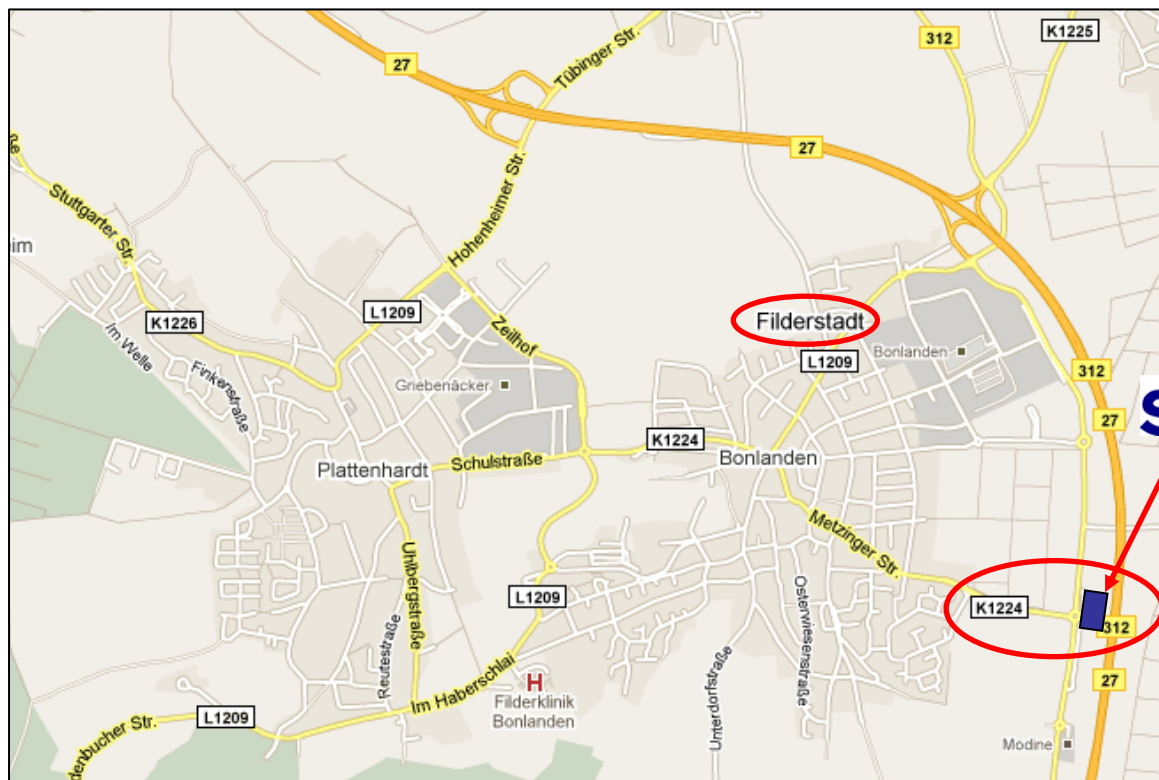 27
Tübinger Str.
312
K1225
27
Stuttgarter Str.
Hohenheimer Str.
L1209
K1226
Im Welle
Finkenstraße
Zeilhof
Filderstadt
L1209
Bonlanden
Griebenäcker
312
27
S
K1224
Plattenhardt
Schulstraße
Bonlanden
Metzinger Str.
Uhlbergstraße
L1209
Osterwiesenstraße
K1224
312
Reutestraße
Im Haberschlai
H
Filderklinik
Bonlanden
Unterdorfstraße
27
L1209
Modine